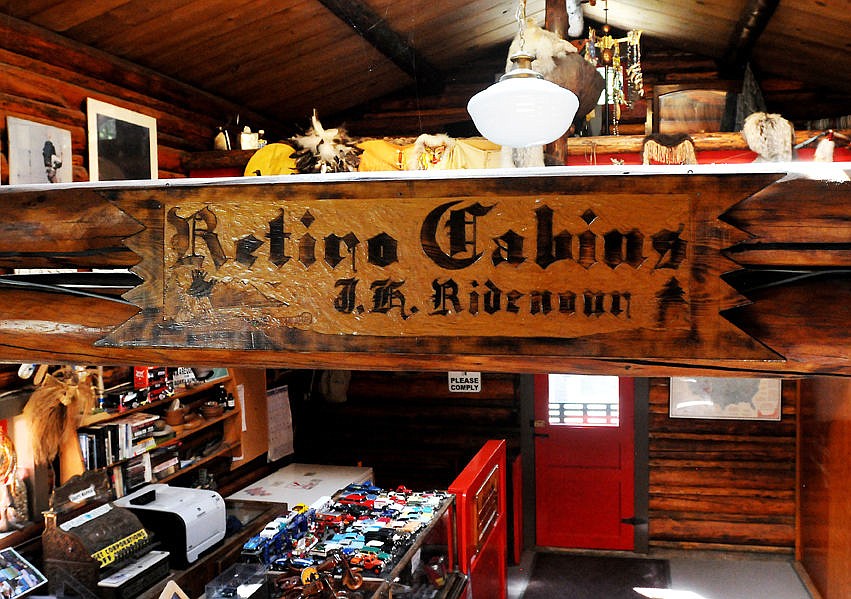 Retiro Cabins
J.H. Ridenour
PLEASE
COMPLY